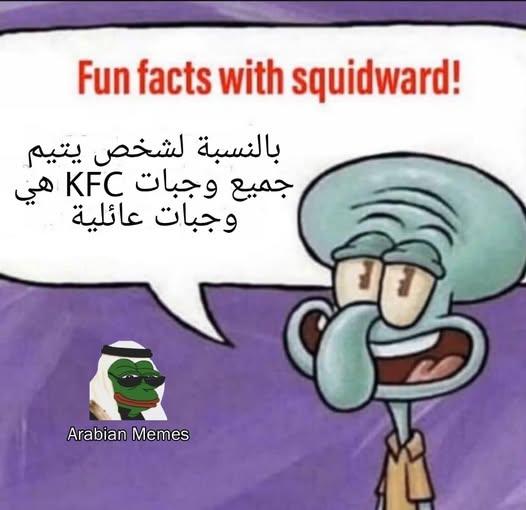 Fun facts with squidward!
بالنسبة لشخص يتيم
جميع وجبات KFC هي
وجبات عائلية
Arabian Memes